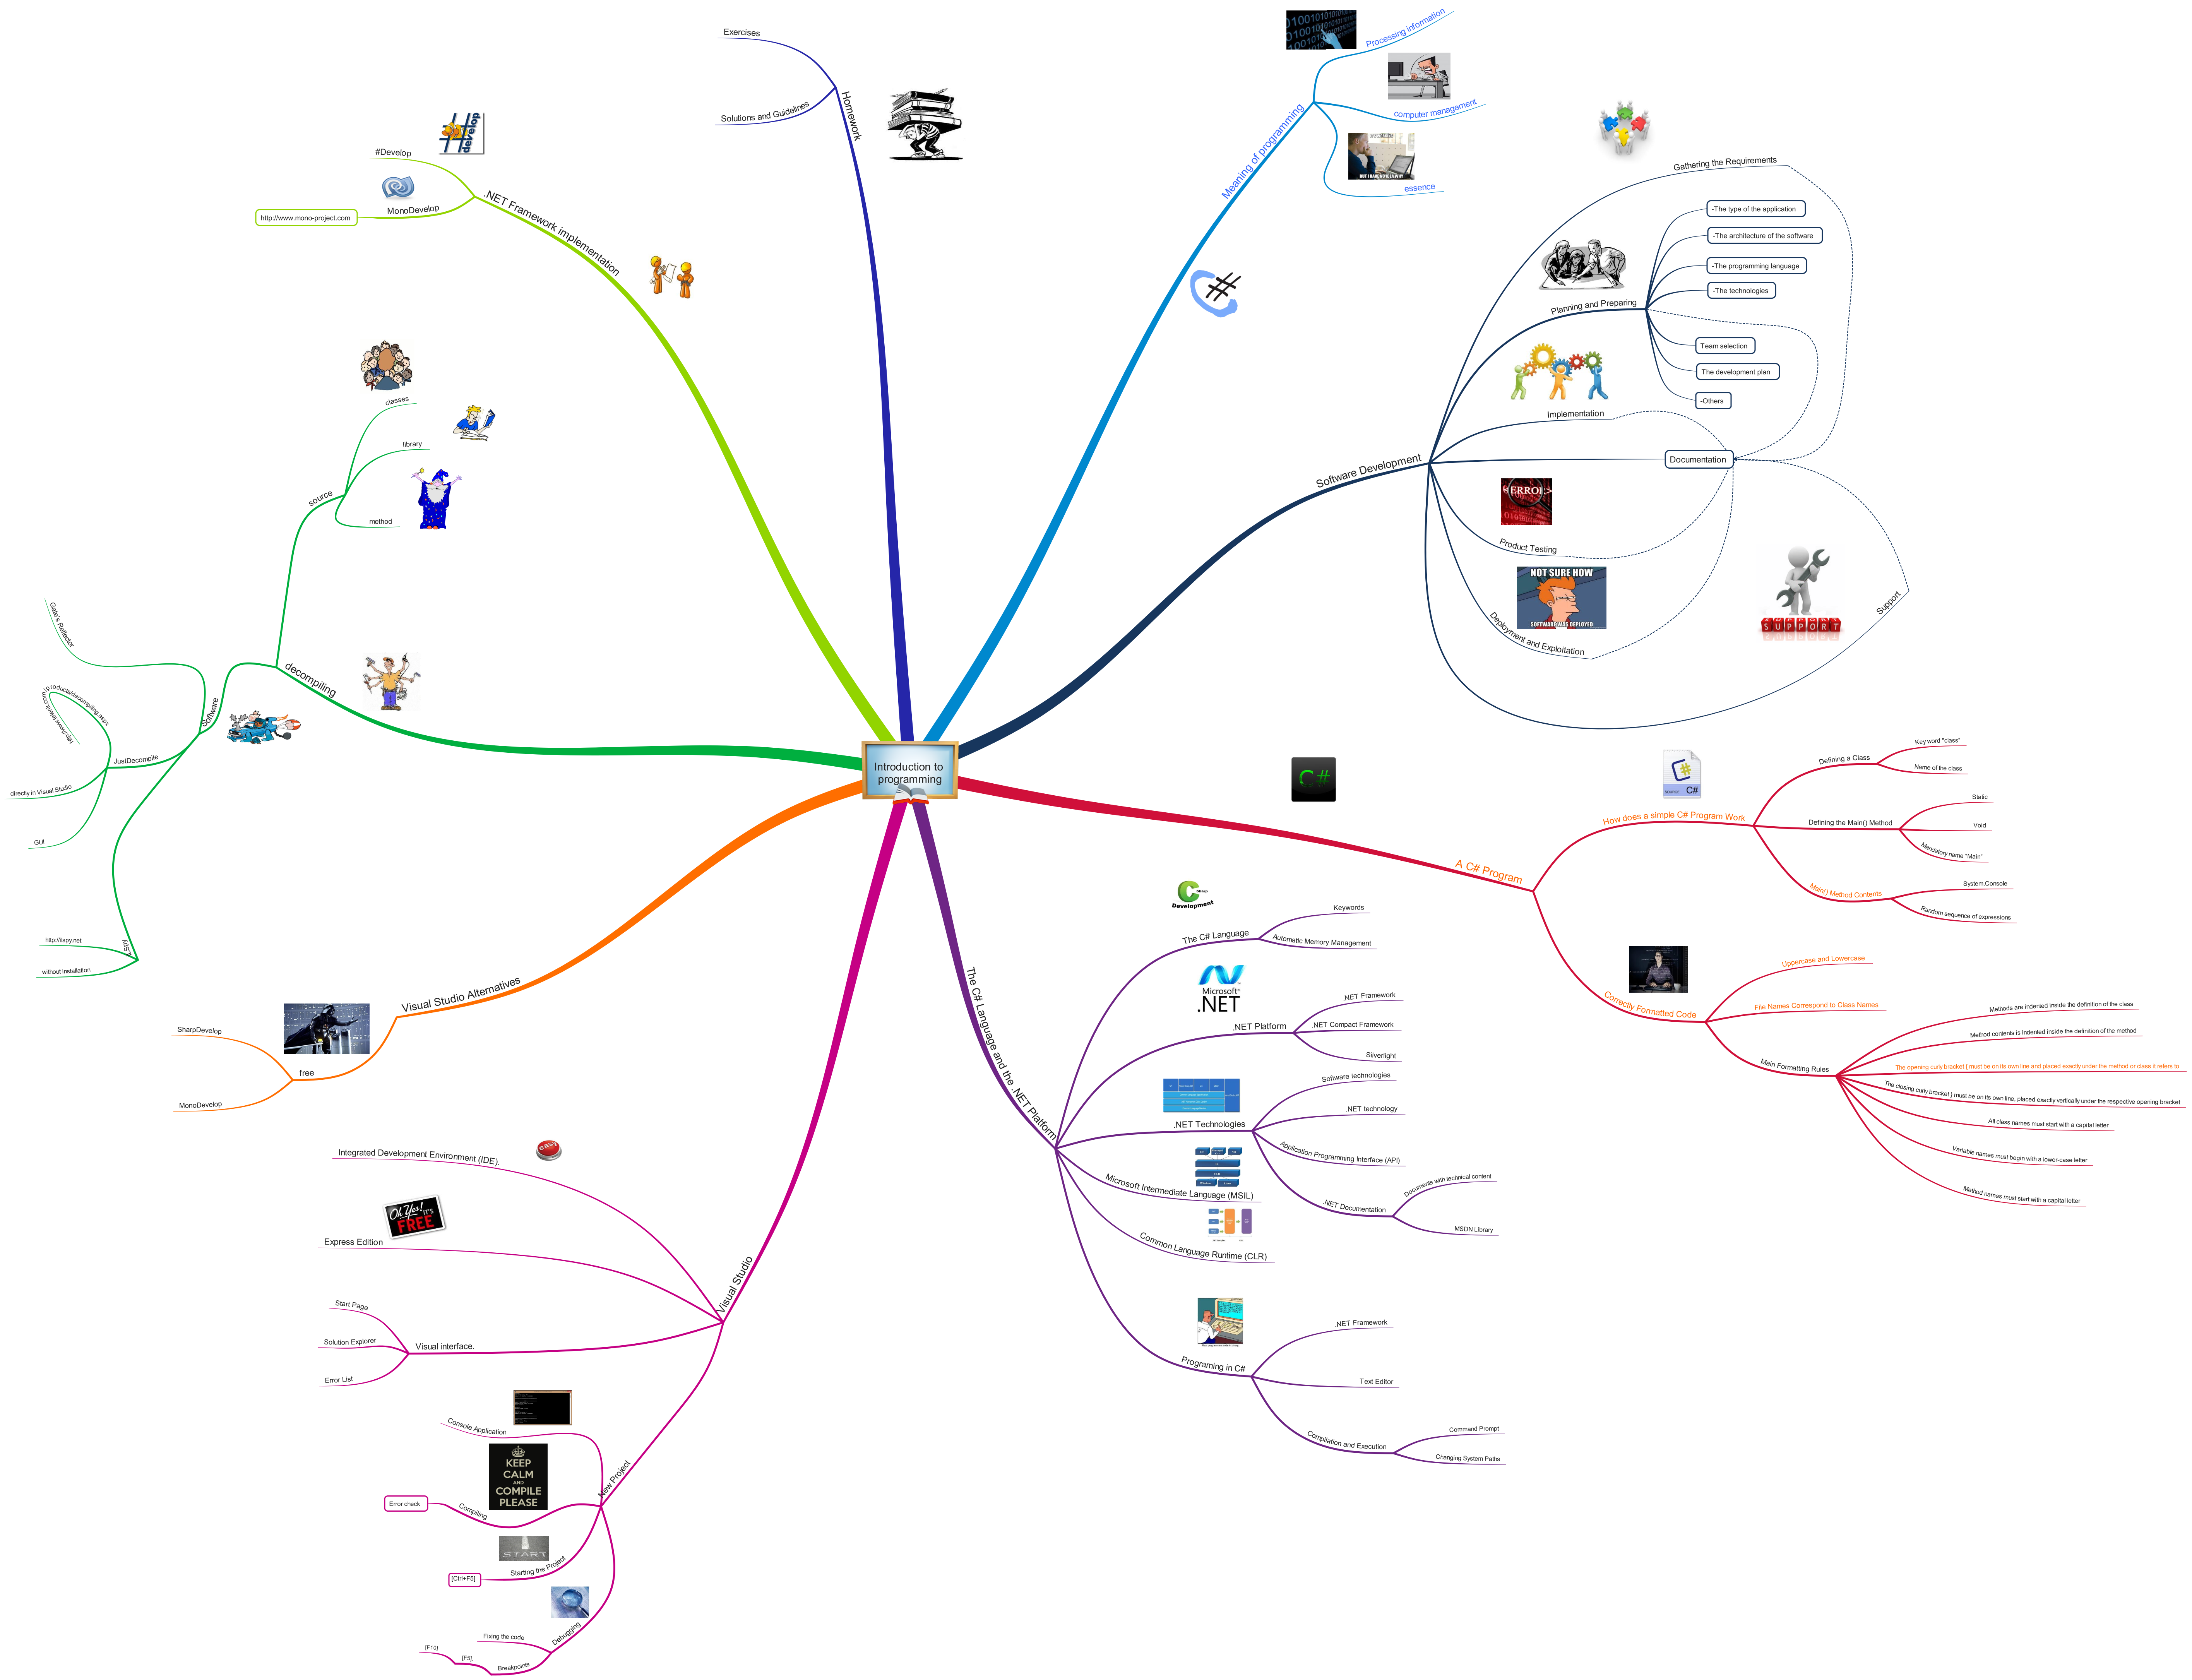 Introduction to
programming
Meaning of programming
Processing information
computer management
essence
BUT I HAVE NO IDEA WHY
Software Development
Gathering the Requirements
Planning and Preparing
-The type of the application
-The architecture of the software
-The programming language
-The technologies
Team selection
The development plan
-Others
Implementation
Documentation
ERROR
Product Testing
NOT SURE HOW
SOFTWARE WAS DEPLOYED
Deployment and Exploitation
Support
SUPPORT
C#
A C# Program
How does a simple C# Program Work
SOURCE C#
Defining a Class
Key word "class"
Name of the class
Defining the Main() Method
Static
Void
Mandatory name "Main"
Main() Method Contents
System.Console
Random sequence of expressions
Correctly Formatted Code
Uppercase and Lowercase
File Names Correspond to Class Names
Main Formatting Rules
Methods are indented inside the definition of the class
Method contents is indented inside the definition of the method
The opening curly bracket { must be on its own line and placed exactly under the method or class it refers to
The closing curly bracket } must be on its own line, placed exactly vertically under the respective opening bracket
All class names must start with a capital letter
Variable names must begin with a lower-case letter
Method names must start with a capital letter
The C# Language and the .NET Platform
C Sharp
Development
The C# Language
Keywords
Automatic Memory Management
Microsoft®
.NET
.NET Platform
.NET Framework
.NET Compact Framework
Silverlight
.NET Technologies
Software technologies
.NET technology
Application Programming Interface (API)
.NET Documentation
Documents with technical content
MSDN Library
Microsoft Intermediate Language (MSIL)
Common Language Runtime (CLR)
Programing in C#
.NET Framework
Text Editor
Compilation and Execution
Command Prompt
Changing System Paths
Visual Studio
Integrated Development Environment (IDE).
easy
Express Edition
Oh Yes!
IT'S
FREE
Visual interface.
Start Page
Solution Explorer
Error List
New Project
Console Application
KEEP
CALM
AND
COMPILE
PLEASE
Compiling
Error check
START
Starting the Project
[Ctrl+F5]
Debugging
Fixing the code
Breakpoints
[F5]
[F10]
Visual Studio Alternatives
free
SharpDevelop
MonoDevelop
decompiling
source
classes
library
method
Software
Gate's Reflector
JustDecompile
directly in Visual Studio
GUI
ILSpy
http://ilspy.net
without installation
.NET Framework implementation
#Develop
develop
MonoDevelop
http://www.mono-project.com
Homework
Exercises
Solutions and Guidelines